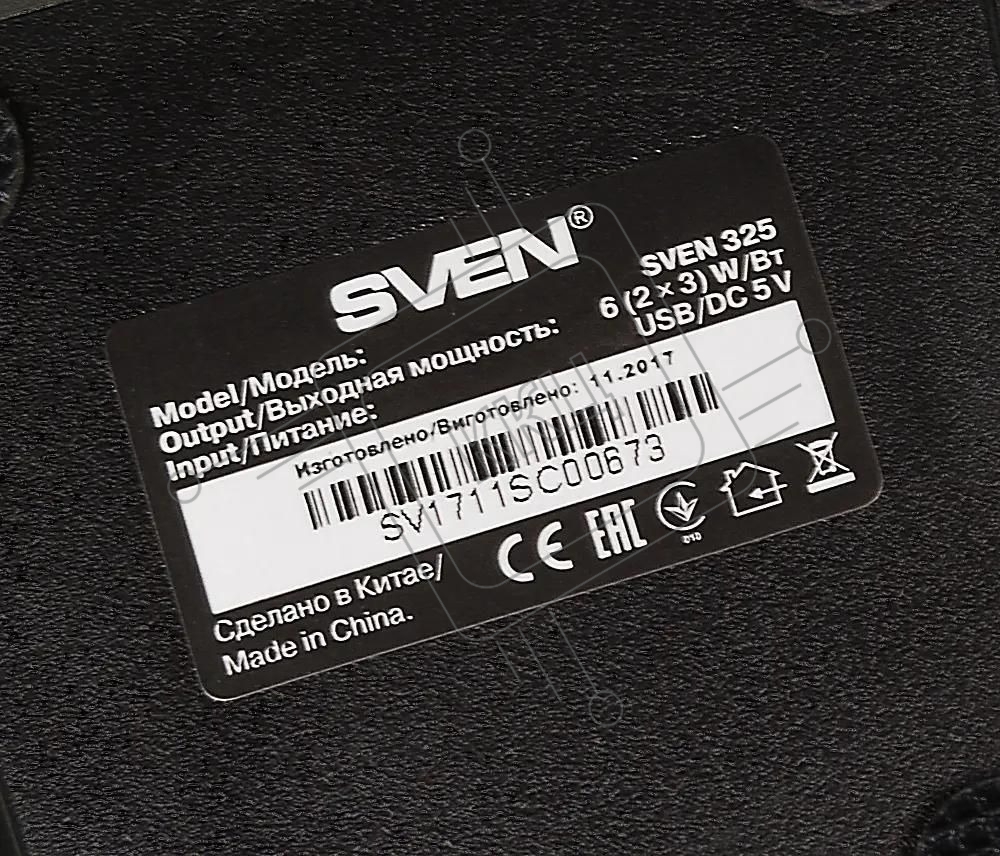 SVEN®
Model/Модель: SVEN 325
Output/Выходная мощность: 6 (2 × 3) W/Вт
Input/Питание: USB/DC 5 V
Изготовлено/Виготовлено: 11.2017
SV1711SC00673
CE EAC
010
Сделано в Китае/
Made in China.